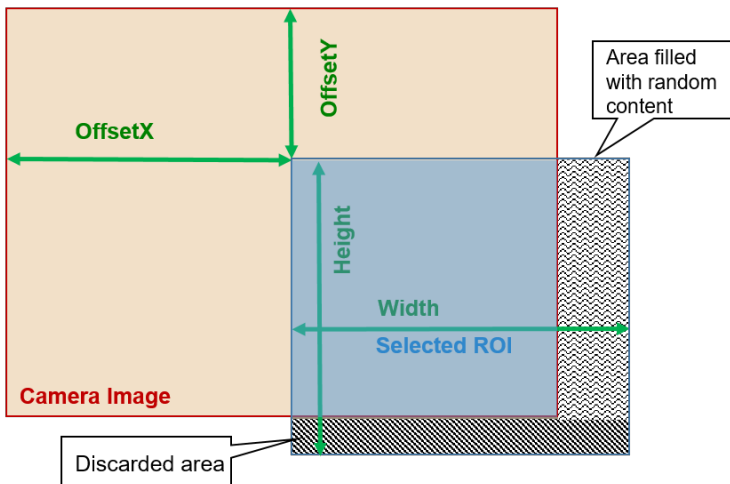 OffsetY
Area filled
with random
content
OffsetX
Height
Width
Selected ROI
Camera Image
Discarded area